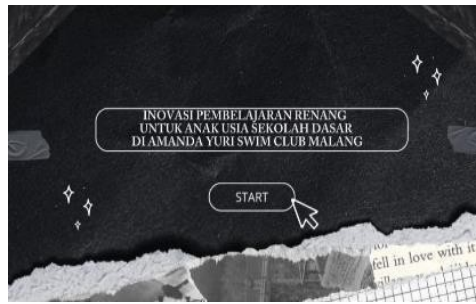 INOVASI PEMBELAJARAN RENANG
UNTUK ANAK USIA SEKOLAH DASAR
DI AMANDA YURI SWIM CLUB MALANG
START
fell in love with it